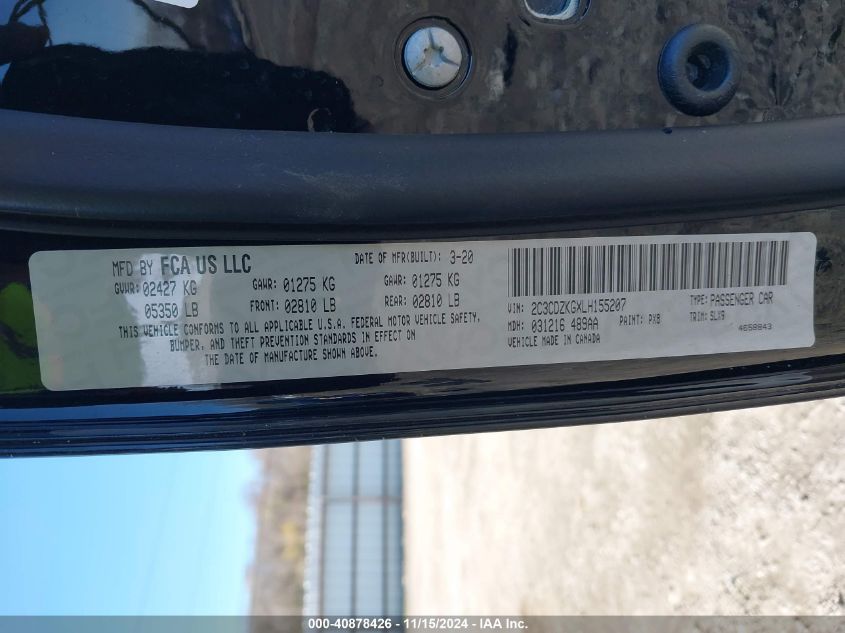 MFD BY FCA US LLC
DATE OF MFR(BUILT): 3-20
GVWR: 02427 KG
GAWR: 01275 KG
GAWR: 01275 KG
05350 LB
FRONT: 02810 LB
REAR: 02810 LB
THIS VEHICLE CONFORMS TO ALL APPLICABLE U.S.A. FEDERAL MOTOR VEHICLE SAFETY,
BUMPER, AND THEFT PREVENTION STANDARDS IN EFFECT ON
THE DATE OF MANUFACTURE SHOWN ABOVE.
VIN: 2C3CDZKGXLH155207
TYPE: PASSENGER CAR
MDH: 031216 489AA
PAINT: PX8
TRIM: SLX9
VEHICLE MADE IN CANADA
4658843
000-40878426 - 11/15/2024 - IAA Inc.